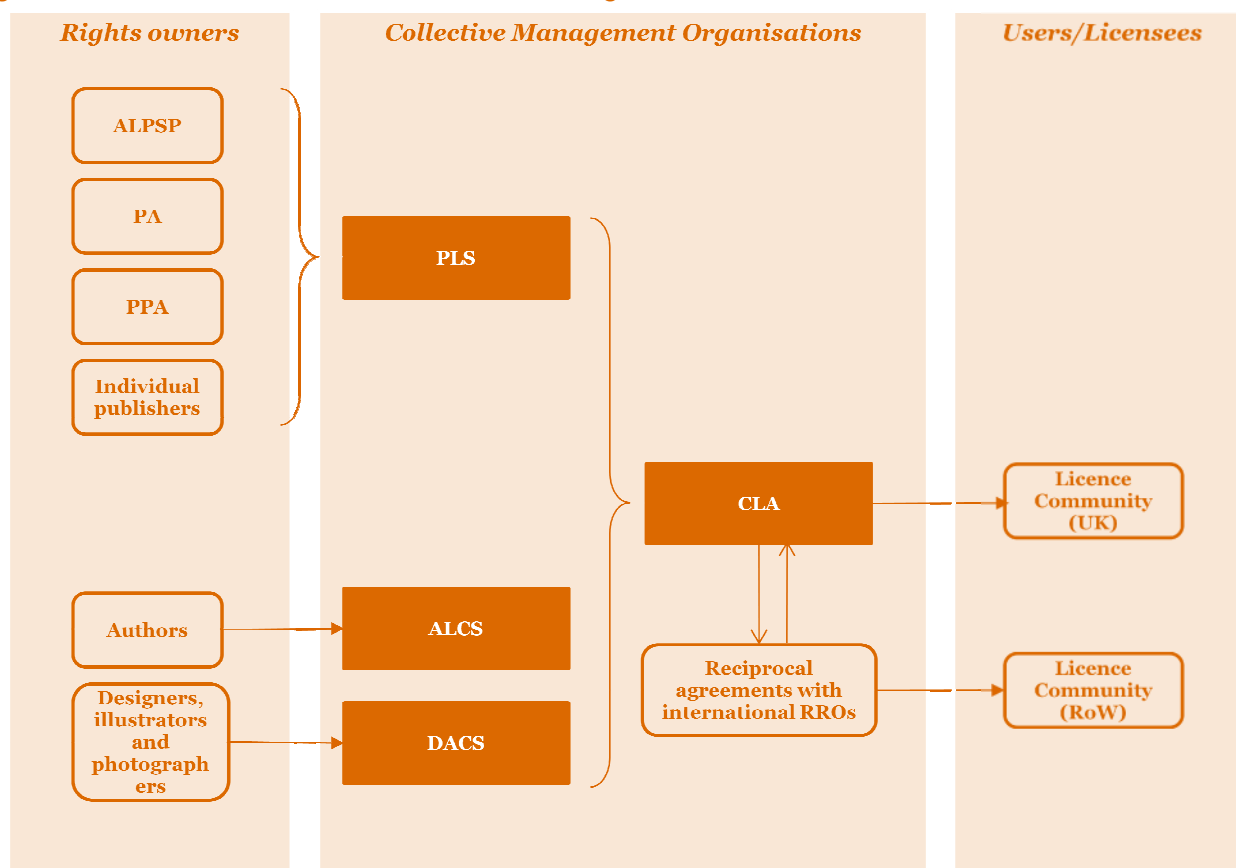 Rights owners
Collective Management Organisations
Users/Licensees
ALPSP
PA
PPA
Individual
publishers
PLS
CLA
Licence
Community
(UK)
Authors
ALCS
Designers,
illustrators
and
photograph
ers
DACS
Reciprocal
agreements with
international RROs
Licence
Community
(RoW)